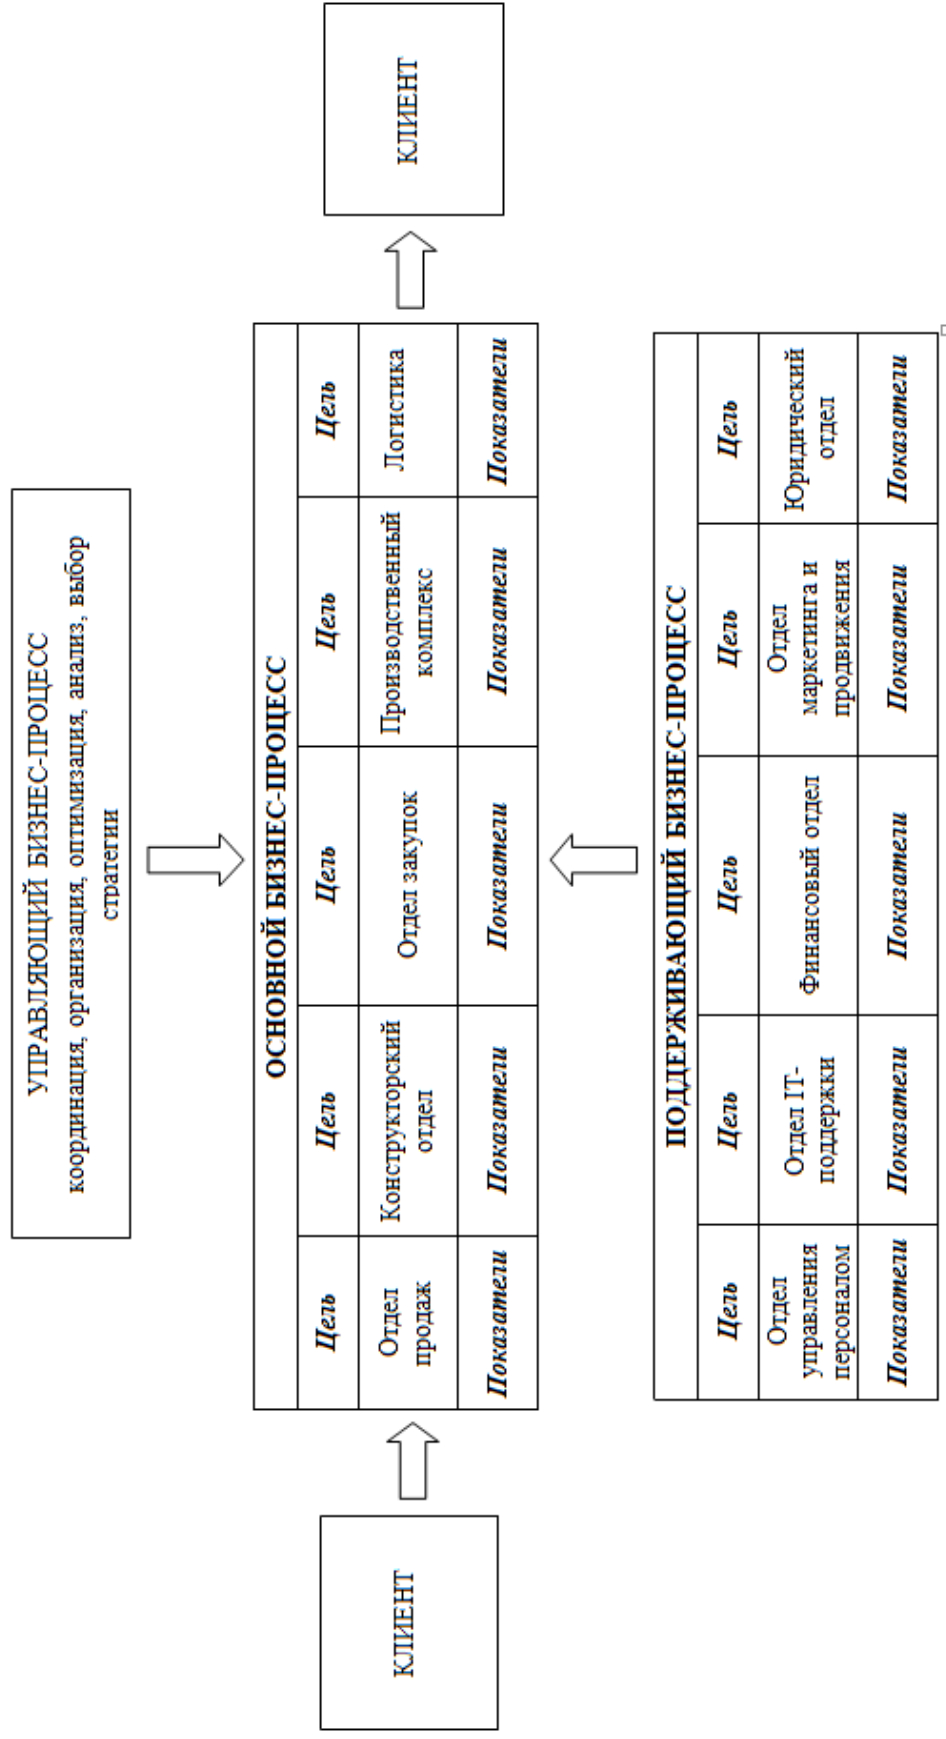 УПРАВЛЯЮЩИЙ БИЗНЕС-ПРОЦЕСС
координация, организация, оптимизация, анализ, выбор
стратегии
КЛИЕНТ
ОСНОВНОЙ БИЗНЕС-ПРОЦЕСС
Цель
Цель
Цель
Цель
Цель
Отдел
продаж
Конструкторский
отдел
Отдел закупок
Производственный
комплекс
Логистика
Показатели
Показатели
Показатели
Показатели
Показатели
КЛИЕНТ
ПОДДЕРЖИВАЮЩИЙ БИЗНЕС-ПРОЦЕСС
Цель
Цель
Цель
Цель
Цель
Отдел
управления
персоналом
Отдел IT-
поддержки
Финансовый отдел
Отдел
маркетинга и
продвижения
Юридический
отдел
Показатели
Показатели
Показатели
Показатели
Показатели